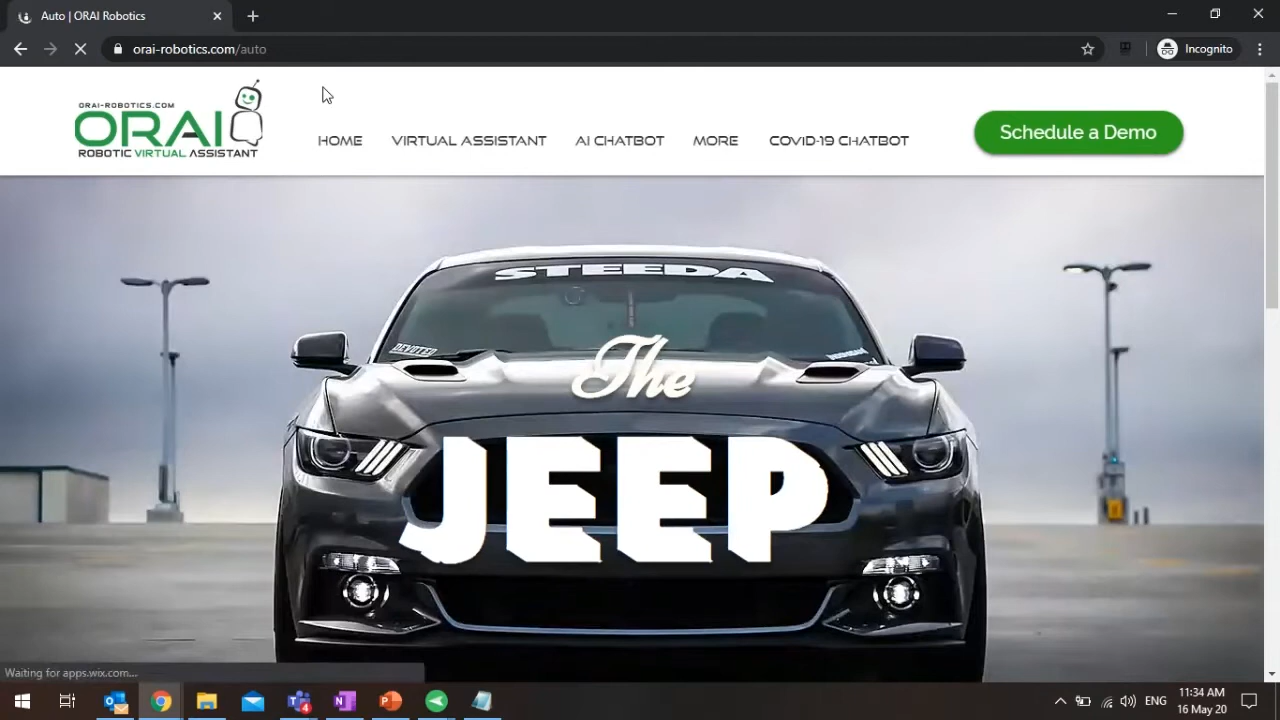 Auto | ORAI Robotics
orai-robotics.com/auto
Incognito
ORAI-ROBOTICS.COM
ORAI
ROBOTIC VIRTUAL ASSISTANT
HOME VIRTUAL ASSISTANT AI CHATBOT MORE COVID-19 CHATBOT
Schedule a Demo
STEEDA
DEVOTED
The
JEEP
Waiting for apps.wix.com...
ENG
11:34 AM
16 May 20